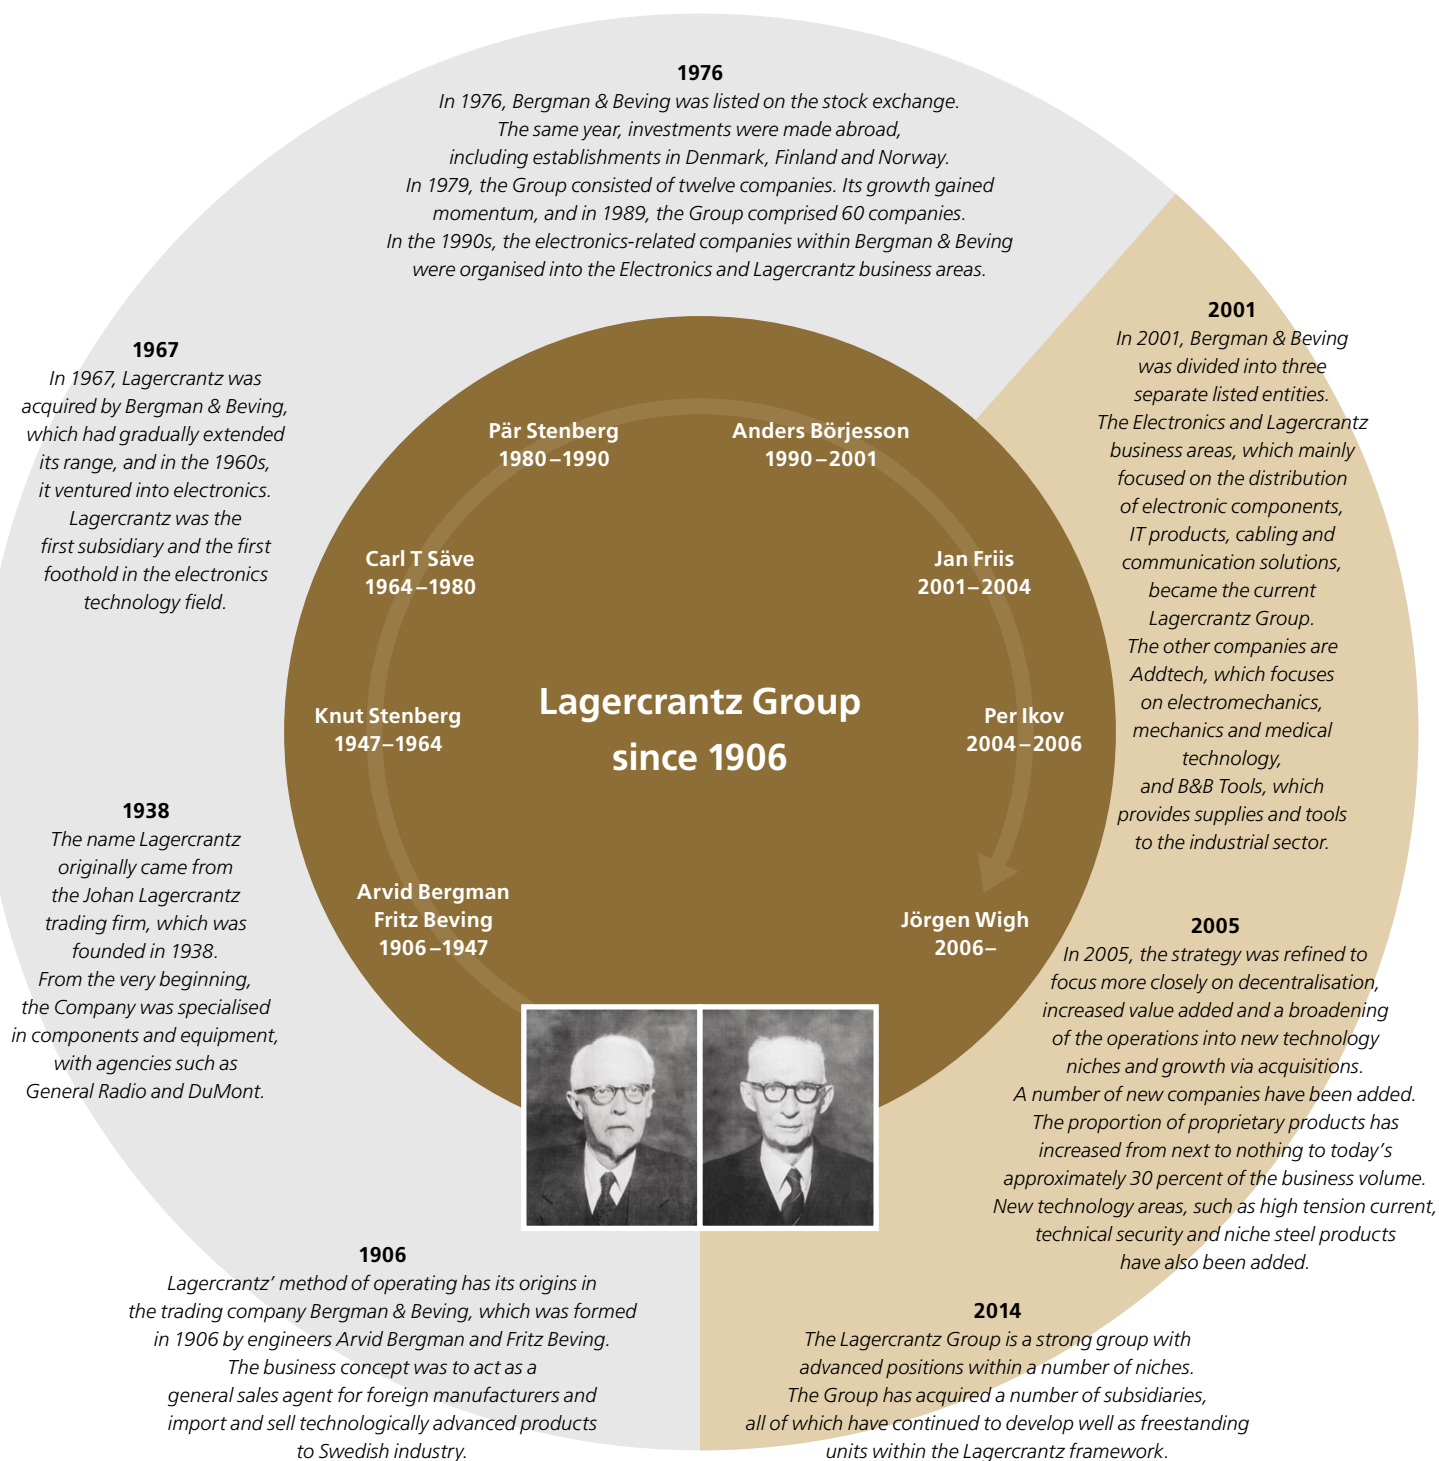 1976
In 1976, Bergman & Beving was listed on the stock exchange.
The same year, investments were made abroad,
including establishments in Denmark, Finland and Norway.
In 1979, the Group consisted of twelve companies. Its growth gained
momentum, and in 1989, the Group comprised 60 companies.
In the 1990s, the electronics-related companies within Bergman & Beving
were organised into the Electronics and Lagercrantz business areas.
2001
In 2001, Bergman & Beving
was divided into three
separate listed entities.
The Electronics and Lagercrantz
business areas, which mainly
focused on the distribution
of electronic components,
IT products, cabling and
communication solutions,
became the current
Lagercrantz Group.
The other companies are
Addtech, which focuses
on electromechanics,
mechanics and medical
technology,
and B&B Tools, which
provides supplies and tools
to the industrial sector.
1967
In 1967, Lagercrantz was
acquired by Bergman & Beving,
which had gradually extended
its range, and in the 1960s,
it ventured into electronics.
Lagercrantz was the
first subsidiary and the first
foothold in the electronics
technology field.
Pär Stenberg
1980–1990
Anders Börjesson
1990–2001
Carl T Säve
1964–1980
Jan Friis
2001–2004
Knut Stenberg
1947–1964
Lagercrantz Group
since 1906
Per Ikov
2004–2006
Arvid Bergman
Fritz Beving
1906–1947
Jörgen Wigh
2006–
1938
The name Lagercrantz
originally came from
the Johan Lagercrantz
trading firm, which was
founded in 1938.
From the very beginning,
the Company was specialised
in components and equipment,
with agencies such as
General Radio and DuMont.
2005
In 2005, the strategy was refined to
focus more closely on decentralisation,
increased value added and a broadening
of the operations into new technology
niches and growth via acquisitions.
A number of new companies have been added.
The proportion of proprietary products has
increased from next to nothing to today's
approximately 30 percent of the business volume.
New technology areas, such as high tension current,
technical security and niche steel products
have also been added.
1906
Lagercrantz' method of operating has its origins in
the trading company Bergman & Beving, which was formed
in 1906 by engineers Arvid Bergman and Fritz Beving.
The business concept was to act as a
general sales agent for foreign manufacturers and
import and sell technologically advanced products
to Swedish industry.
2014
The Lagercrantz Group is a strong group with
advanced positions within a number of niches.
The Group has acquired a number of subsidiaries,
all of which have continued to develop well as freestanding
units within the Lagercrantz framework.